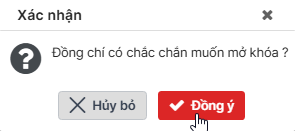 Xác nhận
Đồng chí có chắc chắn muốn mở khóa ?
Hủy bỏ
Đồng ý